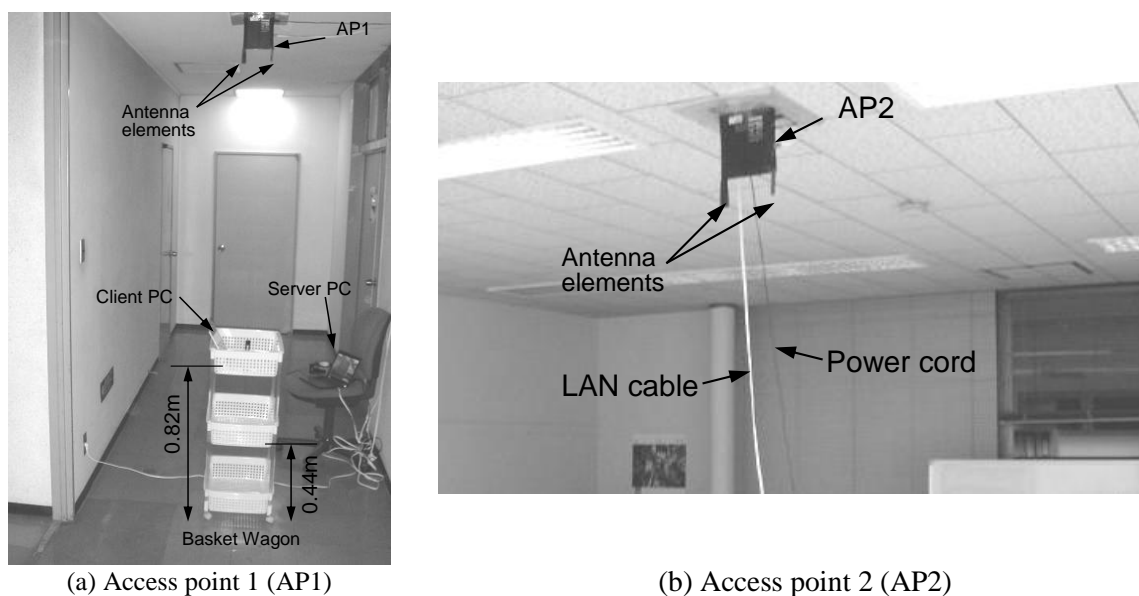 AP1
Antenna
elements
Client PC
Server PC
0.82m
0.44m
Basket Wagon
(a) Access point 1 (AP1)
AP2
Antenna
elements
Power cord
LAN cable
(b) Access point 2 (AP2)